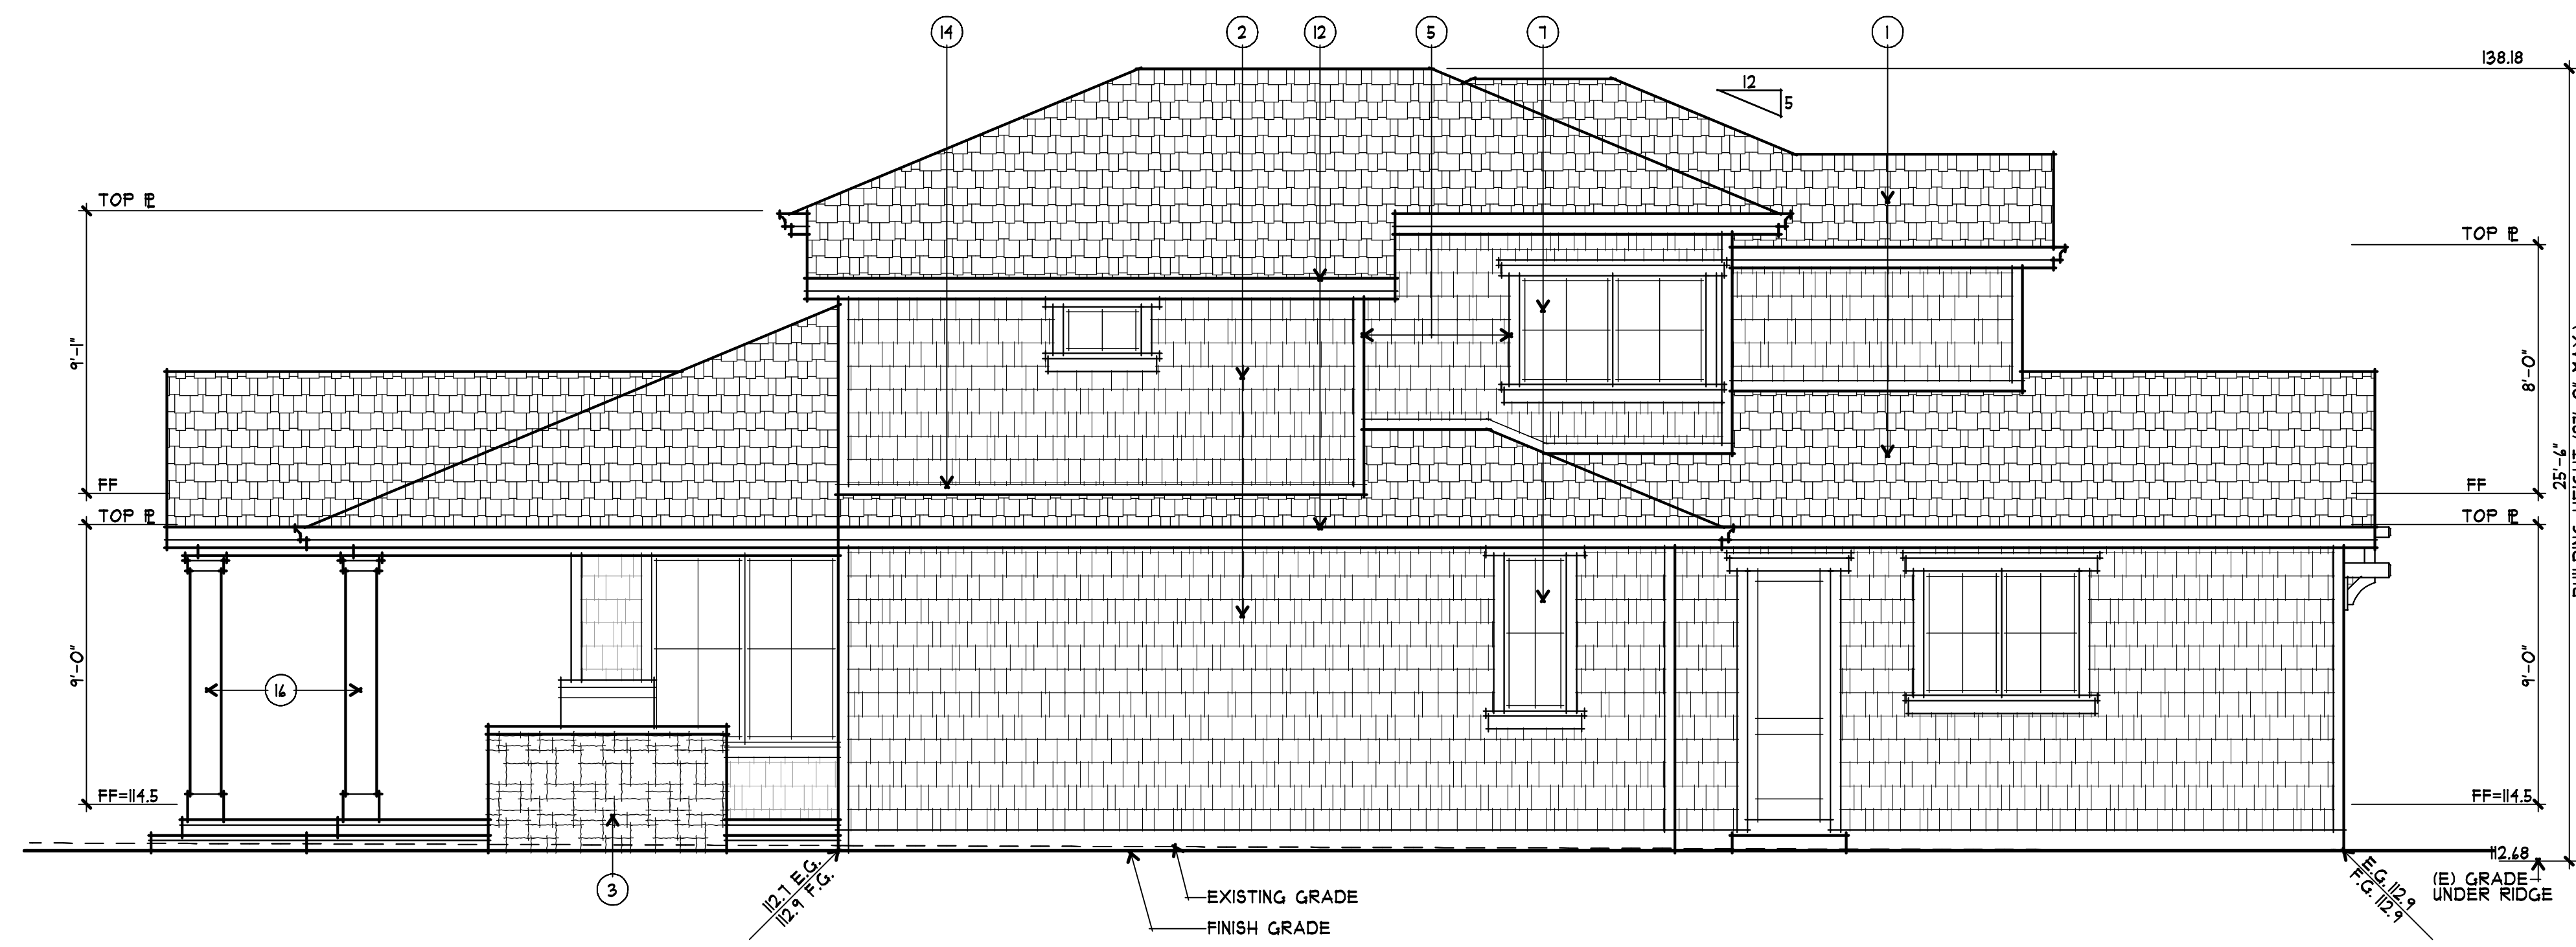 14
2
12
5
7
1
138.18
12
5
TOP PL
TOP PL
9'-1"
8'-0"
25'-6"
FF
FF
TOP PL
TOP PL
9'-0"
9'-0"
16
FF=114.5
FF=114.5
3
112.7 E.G.
112.9 F.G.
EXISTING GRADE
FINISH GRADE
E.G. 112.9
F.G. 112.9
112.68
(E) GRADE
UNDER RIDGE